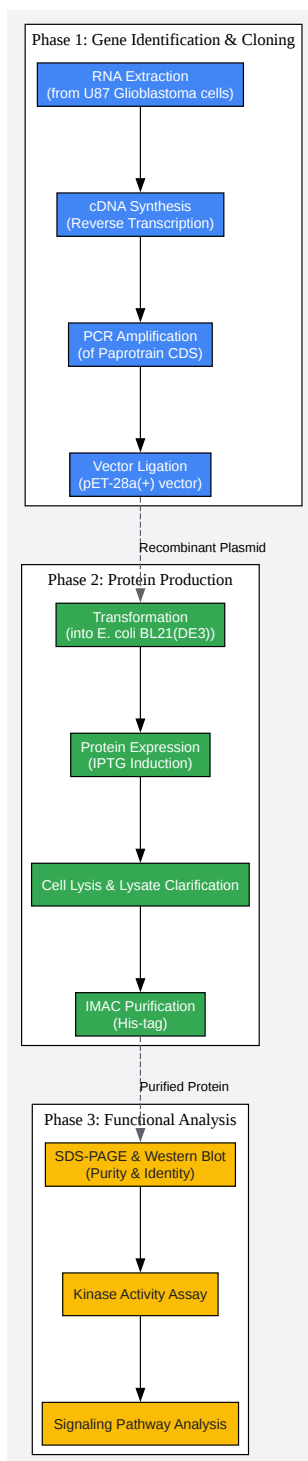 Phase 1: Gene Identification & Cloning
RNA Extraction
(from U87 Glioblastoma cells)
cDNA Synthesis
(Reverse Transcription)
PCR Amplification
(of Paprotrain CDS)
Vector Ligation
(pET-28a(+) vector)
Recombinant Plasmid
Phase 2: Protein Production
Transformation
(into E. coli BL21(DE3))
Protein Expression
(IPTG Induction)
Cell Lysis & Lysate Clarification
IMAC Purification
(His-tag)
Purified Protein
Phase 3: Functional Analysis
SDS-PAGE & Western Blot
(Purity & Identity)
Kinase Activity Assay
Signaling Pathway Analysis